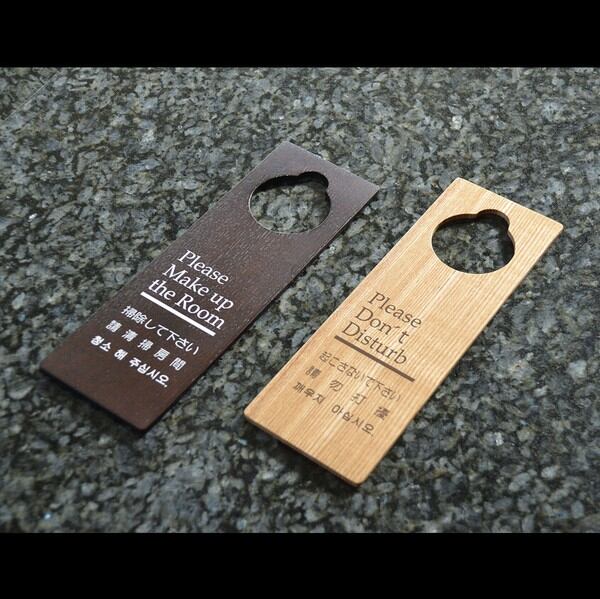 Please
Make up
the Room
掃除して下さい
請清掃房間
청소 해 주십시오.
Please
Don´t
Disturb
起こさないで下さい
請勿打擾
깨우지 마십시오.